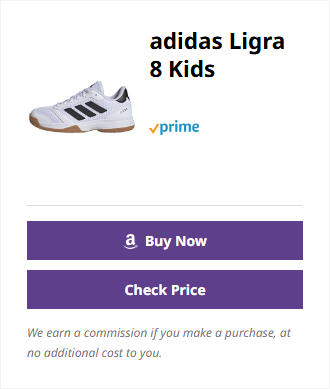 adidas Ligra
8 Kids
prime
Buy Now
Check Price
We earn a commission if you make a purchase, at
no additional cost to you.